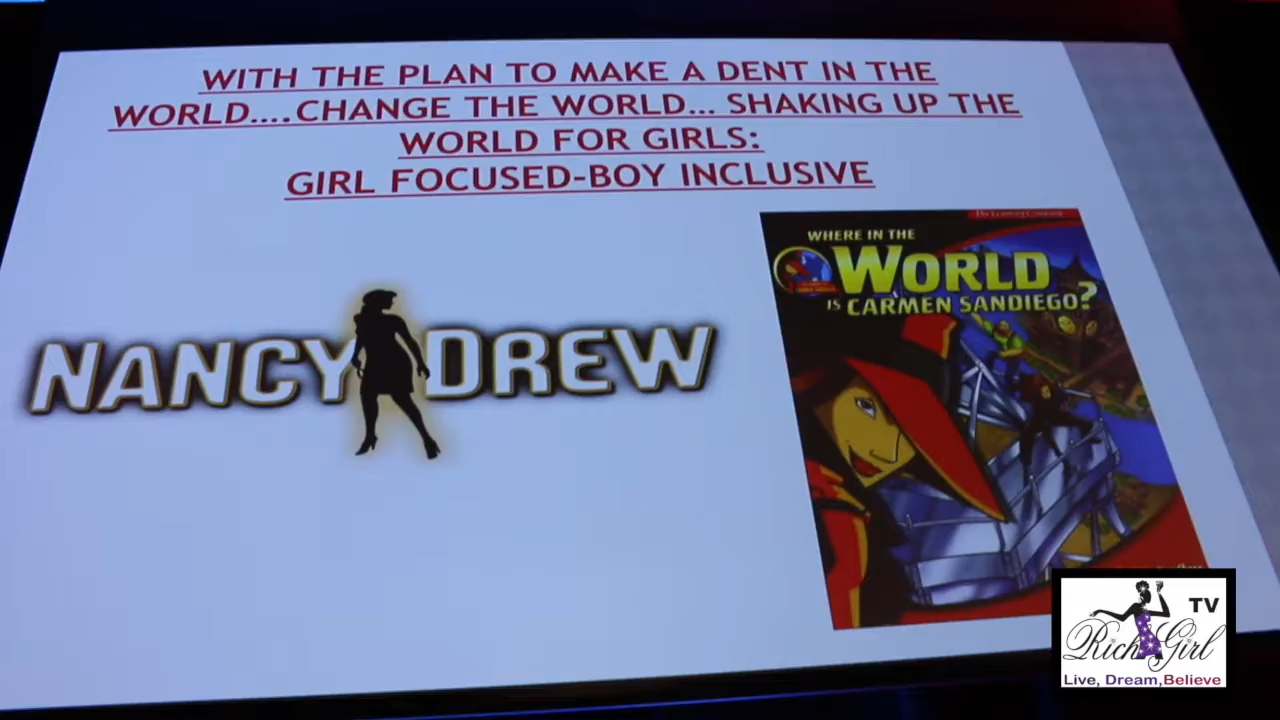 WITH THE PLAN TO MAKE A DENT IN THE
WORLD....CHANGE THE WORLD... SHAKING UP THE
WORLD FOR GIRLS:
GIRL FOCUSED-BOY INCLUSIVE
The Learning Company
WHERE IN THE
WORLD
IS CARMEN SANDIEGO?
NANCY DREW
TV
Rich Girl
Live, Dream,Believe